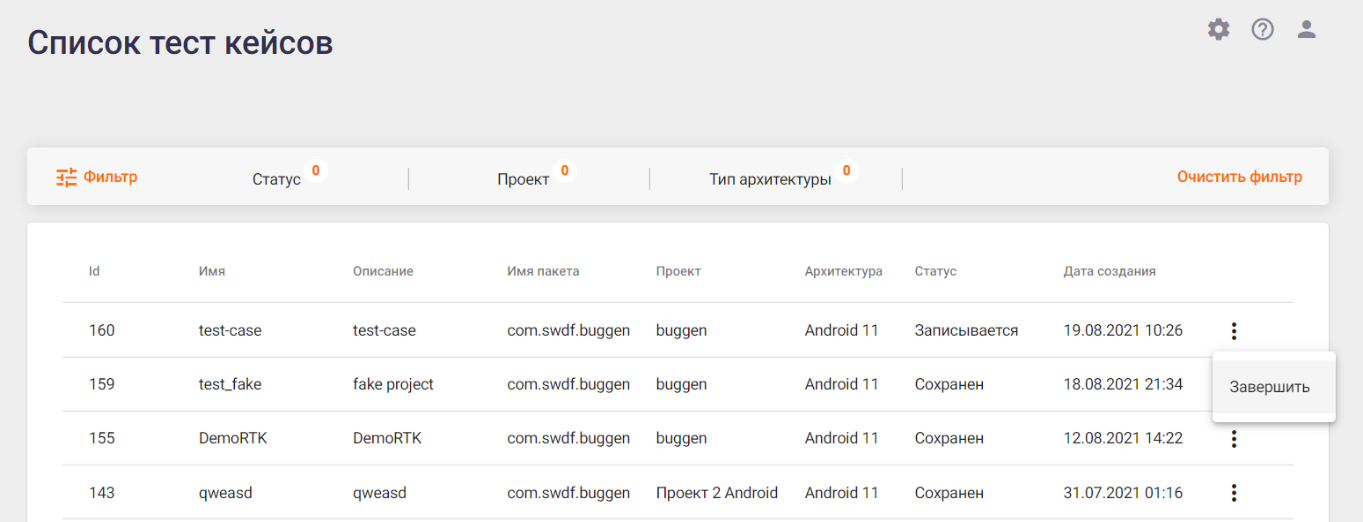 Список тест кейсов
Фильтр Статус 0 Проект 0 Тип архитектуры 0 Очистить фильтр
Id Имя Описание Имя пакета Проект Архитектура Статус Дата создания
160 test-case test-case com.swdf.buggen buggen Android 11 Записывается 19.08.2021 10:26
159 test_fake fake project com.swdf.buggen buggen Android 11 Сохранен 18.08.2021 21:34 Завершить
155 DemoRTK DemoRTK com.swdf.buggen buggen Android 11 Сохранен 12.08.2021 14:22
143 qweasd qweasd com.swdf.buggen Проект 2 Android Android 11 Сохранен 31.07.2021 01:16